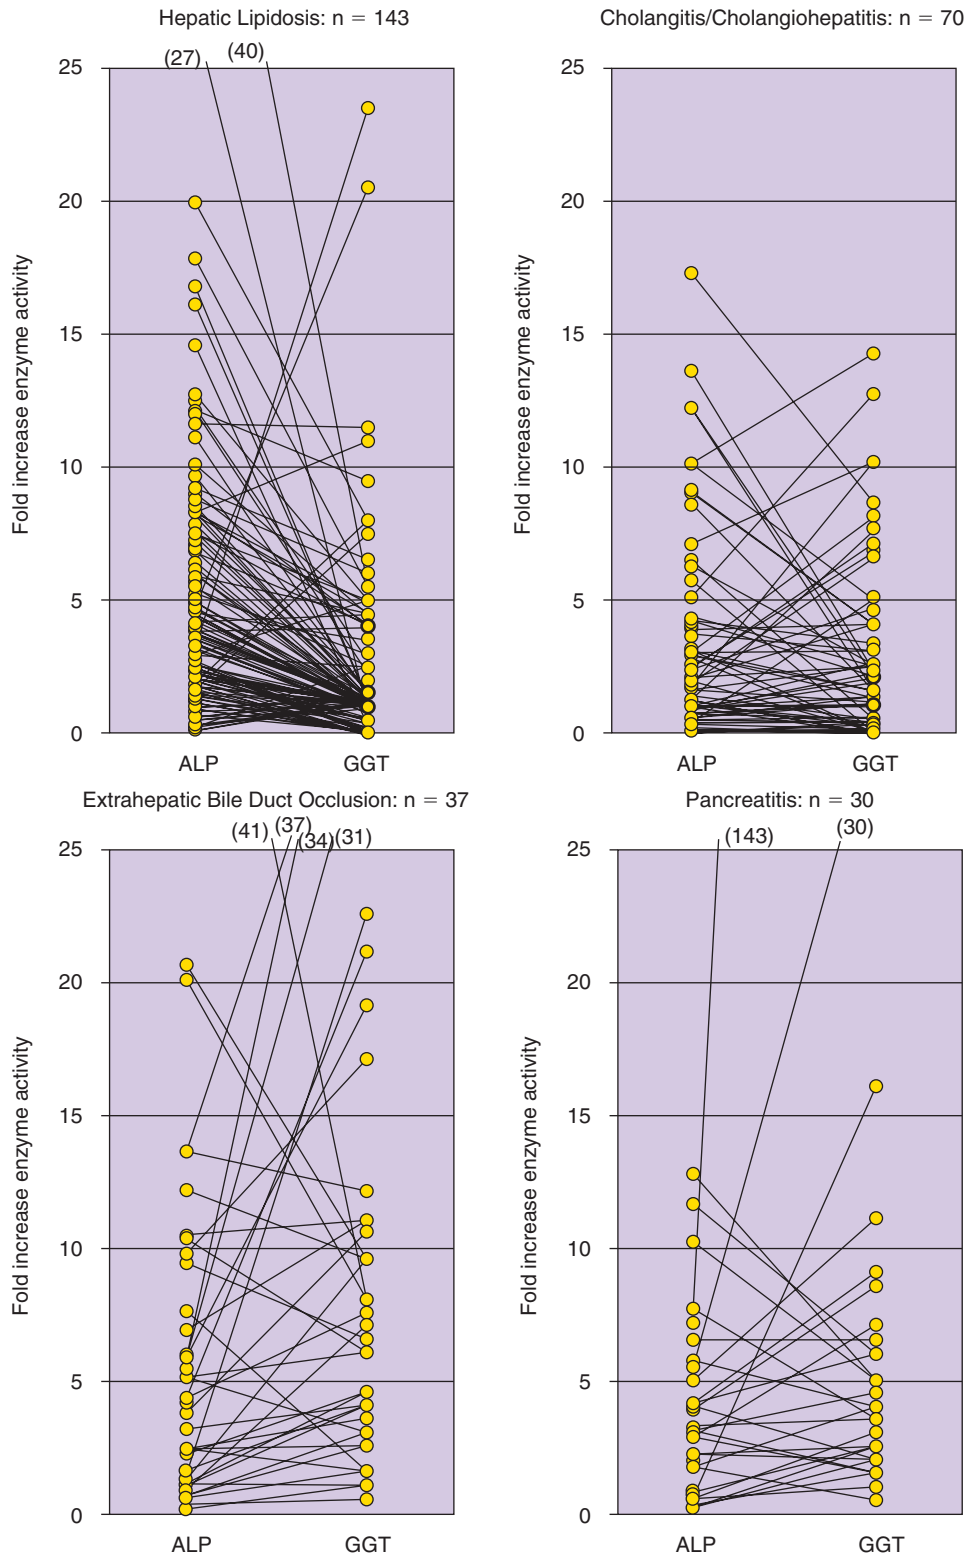 Hepatic Lipidosis: n = 143
(27) (40)
25
20
15
10
5
0
Fold increase enzyme activity
ALP GGT
Cholangitis/Cholangiohepatitis: n = 70
25
20
15
10
5
0
Fold increase enzyme activity
ALP GGT
Extrahepatic Bile Duct Occlusion: n = 37
(41) (37) (34) (31)
25
20
15
10
5
0
Fold increase enzyme activity
ALP GGT
Pancreatitis: n = 30
(143) (30)
25
20
15
10
5
0
Fold increase enzyme activity
ALP GGT